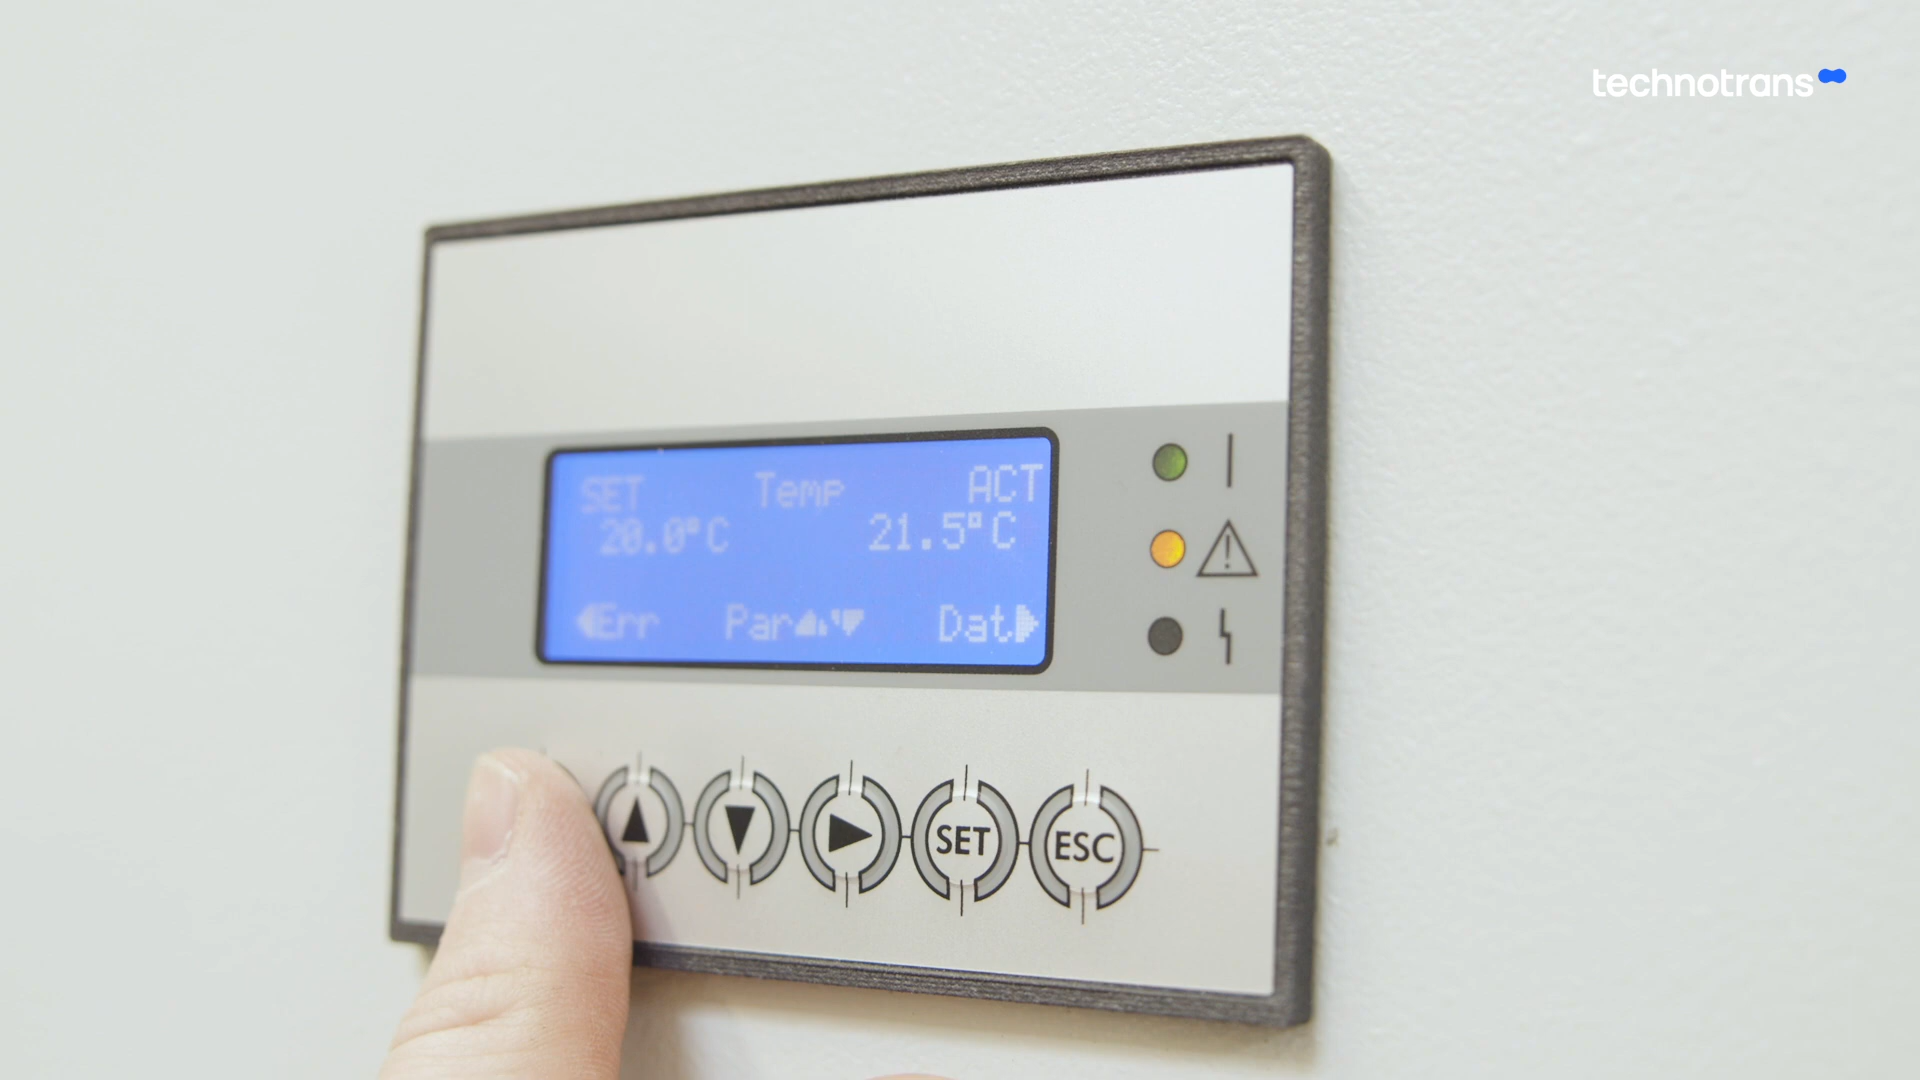 technotrans
SET Temp ACT
20.0°C 21.5°C
Err Par Dat
SET ESC